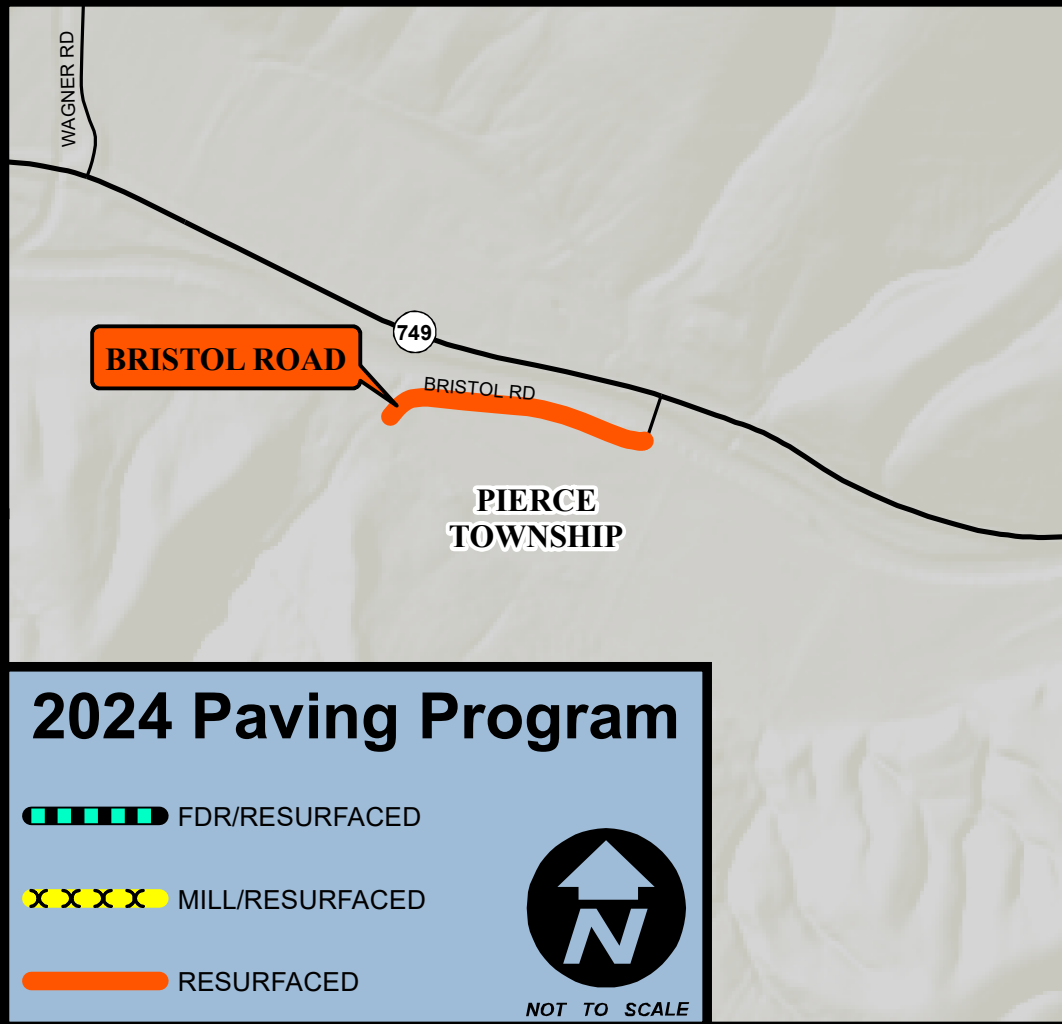 WAGNER RD
749
BRISTOL ROAD
BRISTOL RD
PIERCE
TOWNSHIP
2024 Paving Program
FDR/RESURFACED
MILL/RESURFACED
RESURFACED
N
NOT TO SCALE